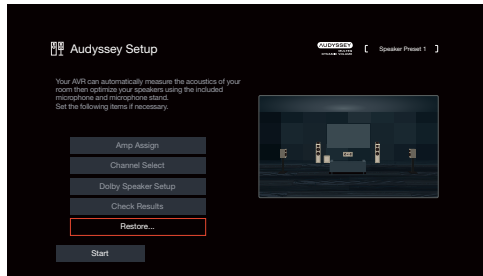 Audyssey Setup
AUDYSSEY
[ Speaker Preset 1 ]
Your AVR can automatically measure the acoustics of your
room then optimize your speakers using the included
microphone and microphone stand.
Set the following items if necessary.
Amp Assign
Channel Select
Dolby Speaker Setup
Check Results
Restore...
Start